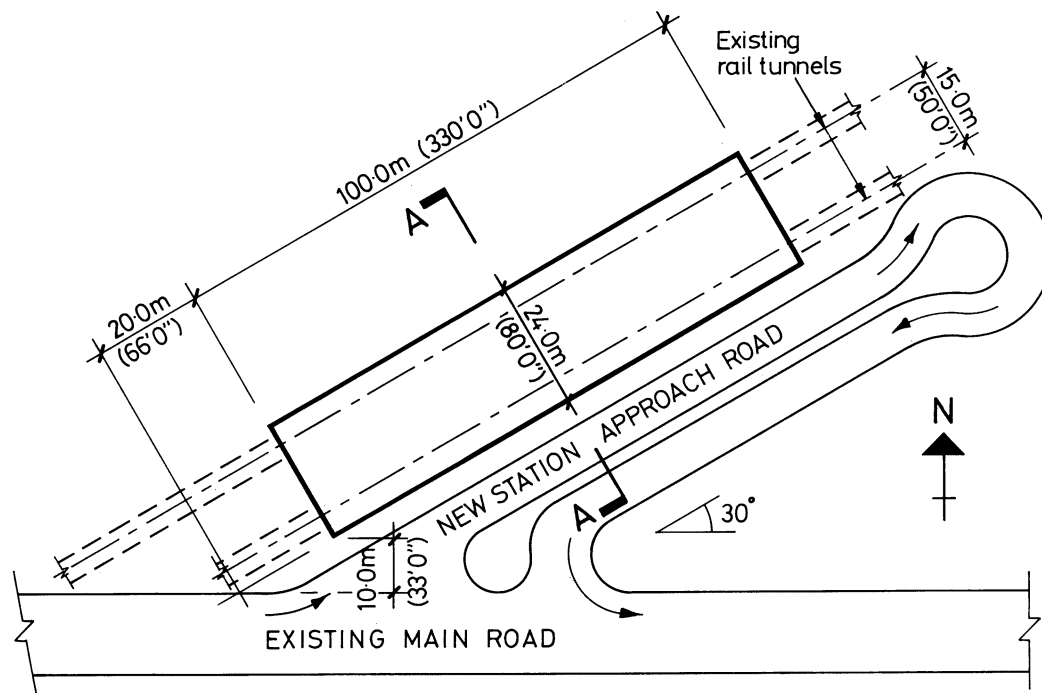 Existing
rail tunnels
15·0m
(50'0")
100·0m (330'0")
A
20·0m
(66'0")
24·0m
(80'0")
NEW STATION APPROACH ROAD
N
A
30°
10·0m
(33'0")
EXISTING MAIN ROAD